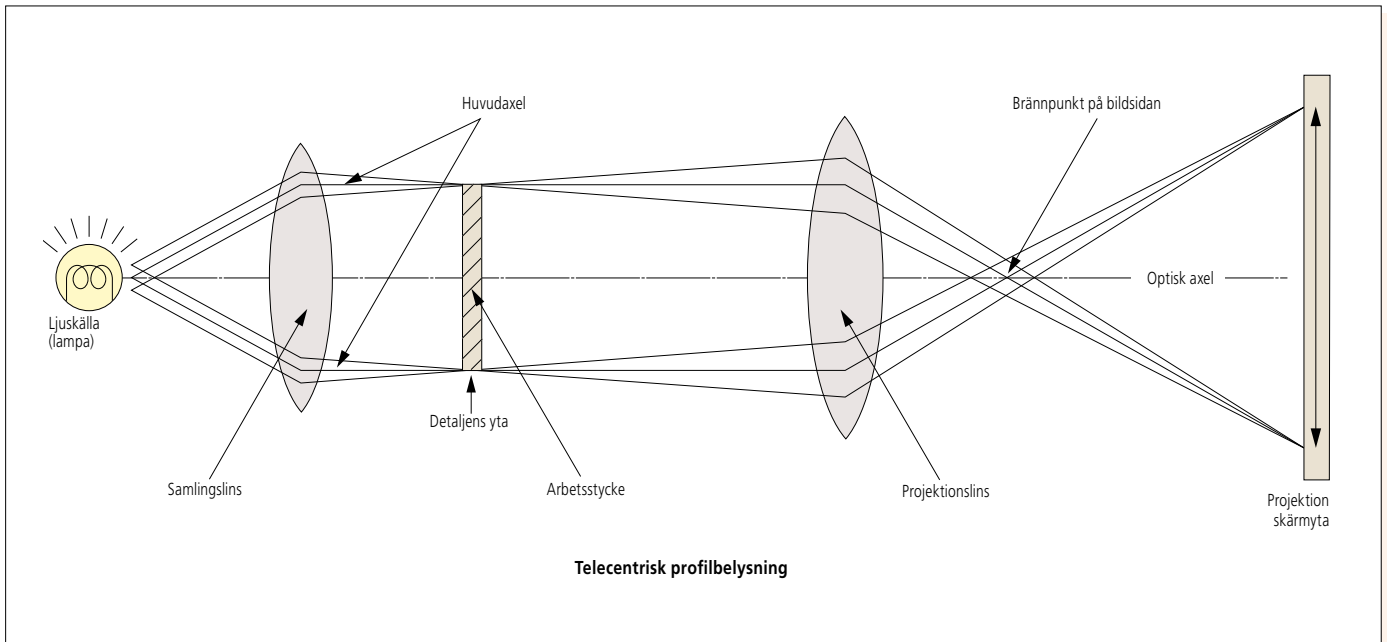 Huvudaxel
Brännpunkt på bildsidan
Optisk axel
Ljuskälla
(lampa)
Detaljens yta
Samlingslins
Arbetsstycke
Projektionslins
Projektion
skärmyta
Telecentrisk profilbelysning